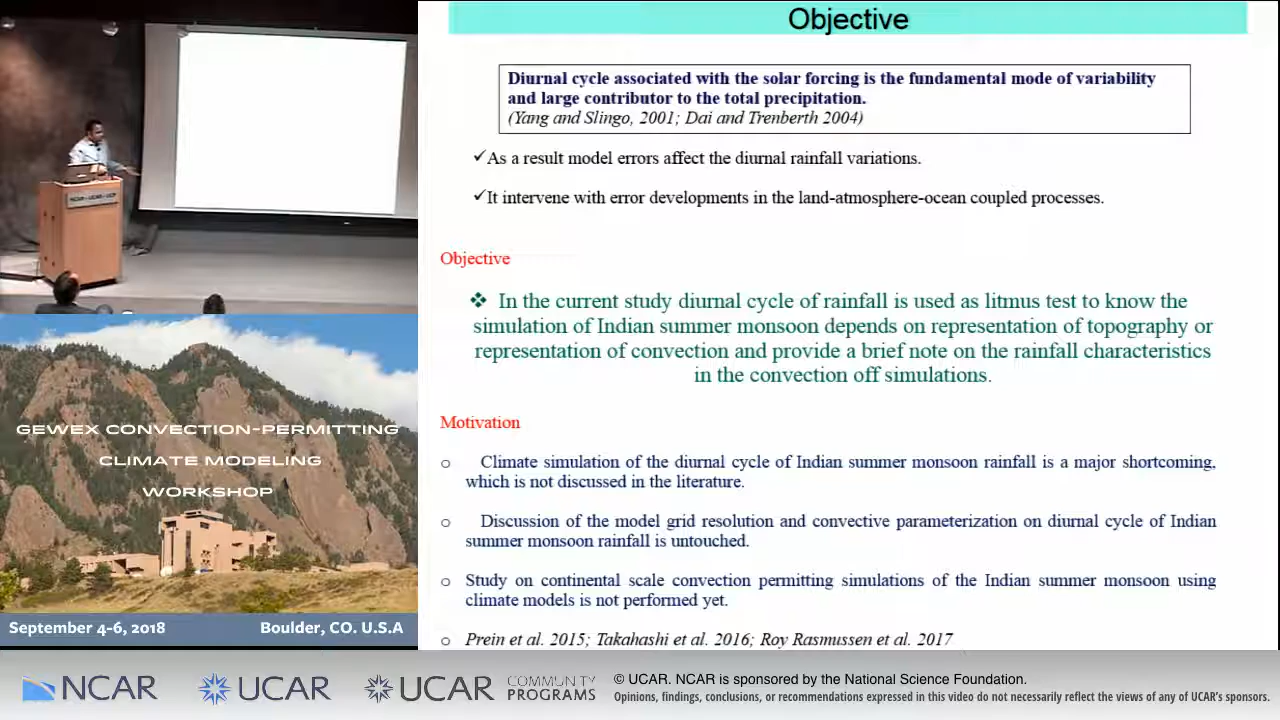 Objective
Diurnal cycle associated with the solar forcing is the fundamental mode of variability
and large contributor to the total precipitation.
(Yang and Slingo, 2001; Dai and Trenberth 2004)
✓As a result model errors affect the diurnal rainfall variations.
✓It intervene with error developments in the land-atmosphere-ocean coupled processes.
Objective
❖ In the current study diurnal cycle of rainfall is used as litmus test to know the
simulation of Indian summer monsoon depends on representation of topography or
representation of convection and provide a brief note on the rainfall characteristics
in the convection off simulations.
Motivation
o Climate simulation of the diurnal cycle of Indian summer monsoon rainfall is a major shortcoming,
which is not discussed in the literature.
o Discussion of the model grid resolution and convective parameterization on diurnal cycle of Indian
summer monsoon rainfall is untouched.
o Study on continental scale convection permitting simulations of the Indian summer monsoon using
climate models is not performed yet.
o Prein et al. 2015; Takahashi et al. 2016; Roy Rasmussen et al. 2017
NCAR • UCAR • UCP
GEWEX CONVECTION-PERMITTING
CLIMATE MODELING
WORKSHOP
September 4-6, 2018 Boulder, CO. U.S.A
NCAR
UCAR
UCAR
COMMUNITY
PROGRAMS
© UCAR. NCAR is sponsored by the National Science Foundation.
Opinions, findings, conclusions, or recommendations expressed in this video do not necessarily reflect the views of any of UCAR's sponsors.